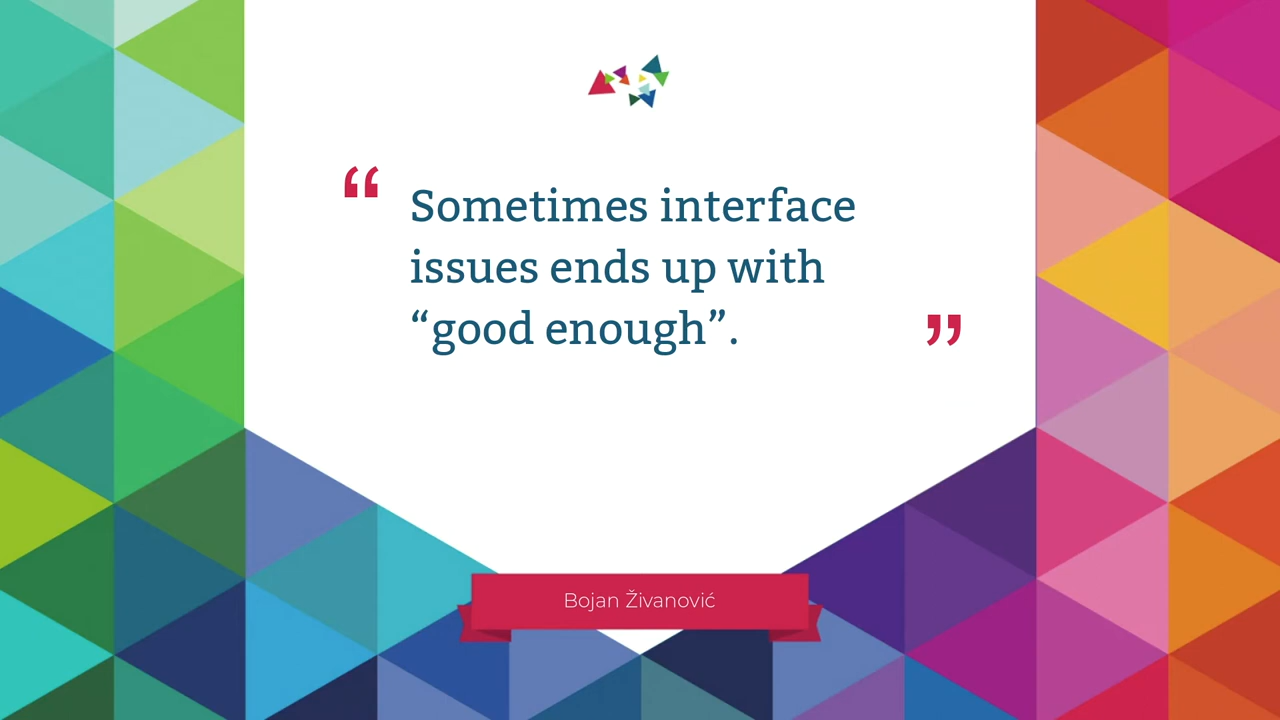 “ Sometimes interface
issues ends up with
“good enough”. ”
Bojan Živanović